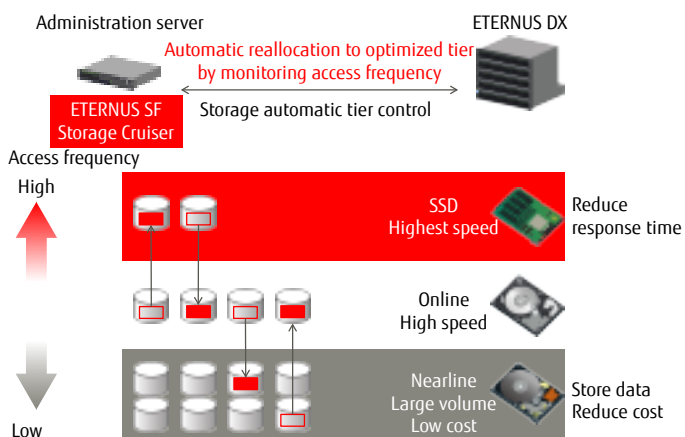 Administration server
ETERNUS DX
Automatic reallocation to optimized tier
by monitoring access frequency
ETERNUS SF
Storage Cruiser
Storage automatic tier control
Access frequency
High
SSD
Highest speed
Reduce
response time
Online
High speed
Nearline
Large volume
Low cost
Store data
Reduce cost
Low